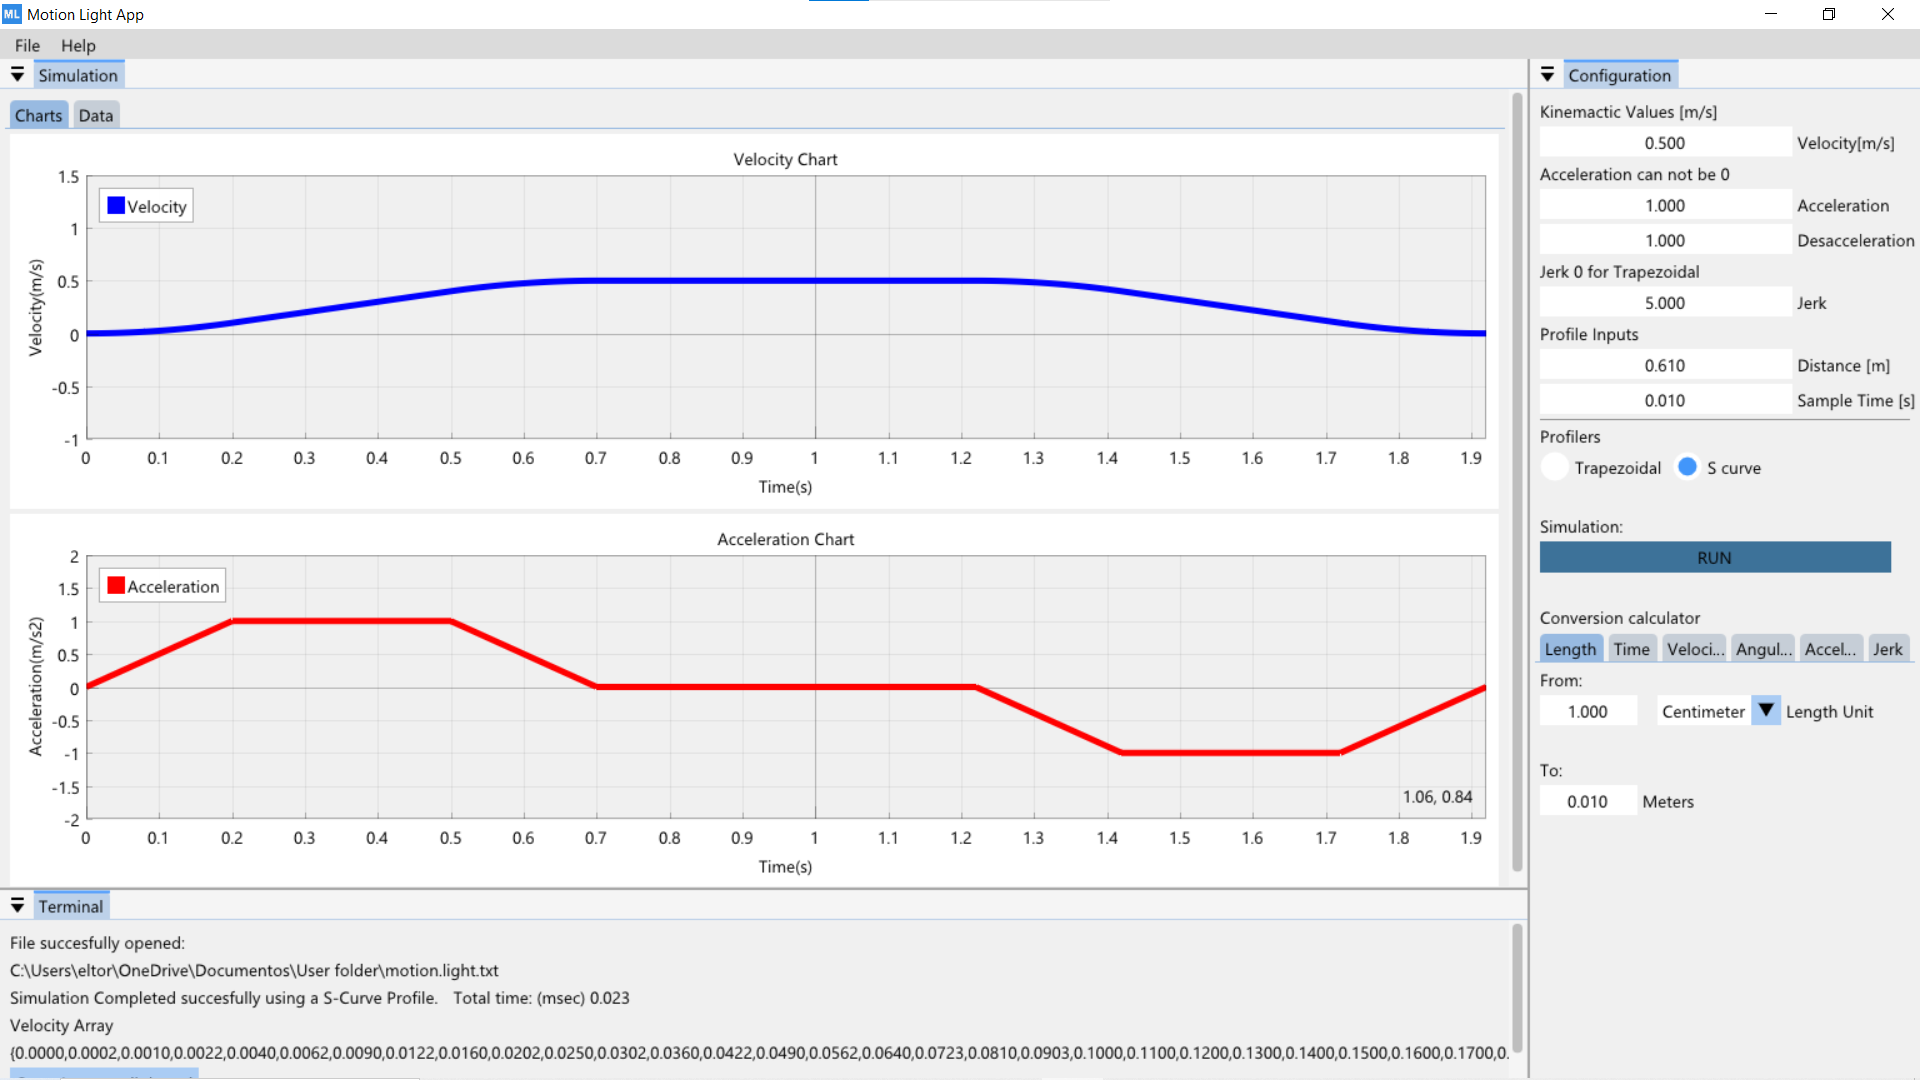 ML Motion Light App
File Help
Simulation
Charts Data
Velocity Chart
Velocity
Velocity(m/s)
1.5
1
0.5
0
-0.5
-1
0 0.1 0.2 0.3 0.4 0.5 0.6 0.7 0.8 0.9 1 1.1 1.2 1.3 1.4 1.5 1.6 1.7 1.8 1.9
Time(s)
Acceleration Chart
Acceleration
Acceleration(m/s2)
2
1.5
1
0.5
0
-0.5
-1
-1.5
-2
1.06, 0.84
0 0.1 0.2 0.3 0.4 0.5 0.6 0.7 0.8 0.9 1 1.1 1.2 1.3 1.4 1.5 1.6 1.7 1.8 1.9
Time(s)
Terminal
File succesfully opened:
C:\Users\eltor\OneDrive\Documentos\User folder\motion.light.txt
Simulation Completed succesfully using a S-Curve Profile. Total time: (msec) 0.023
Velocity Array
{0.0000,0.0002,0.0010,0.0022,0.0040,0.0062,0.0090,0.0122,0.0160,0.0202,0.0250,0.0302,0.0360,0.0422,0.0490,0.0562,0.0640,0.0723,0.0810,0.0903,0.1000,0.1100,0.1200,0.1300,0.1400,0.1500,0.1600,0.1700,0.
Configuration
Kinemactic Values [m/s]
0.500 Velocity[m/s]
Acceleration can not be 0
1.000 Acceleration
1.000 Desacceleration
Jerk 0 for Trapezoidal
5.000 Jerk
Profile Inputs
0.610 Distance [m]
0.010 Sample Time [s]
Profilers
Trapezoidal S curve
Simulation:
RUN
Conversion calculator
Length Time Veloci... Angul... Accel... Jerk
From:
1.000 Centimeter Length Unit
To:
0.010 Meters